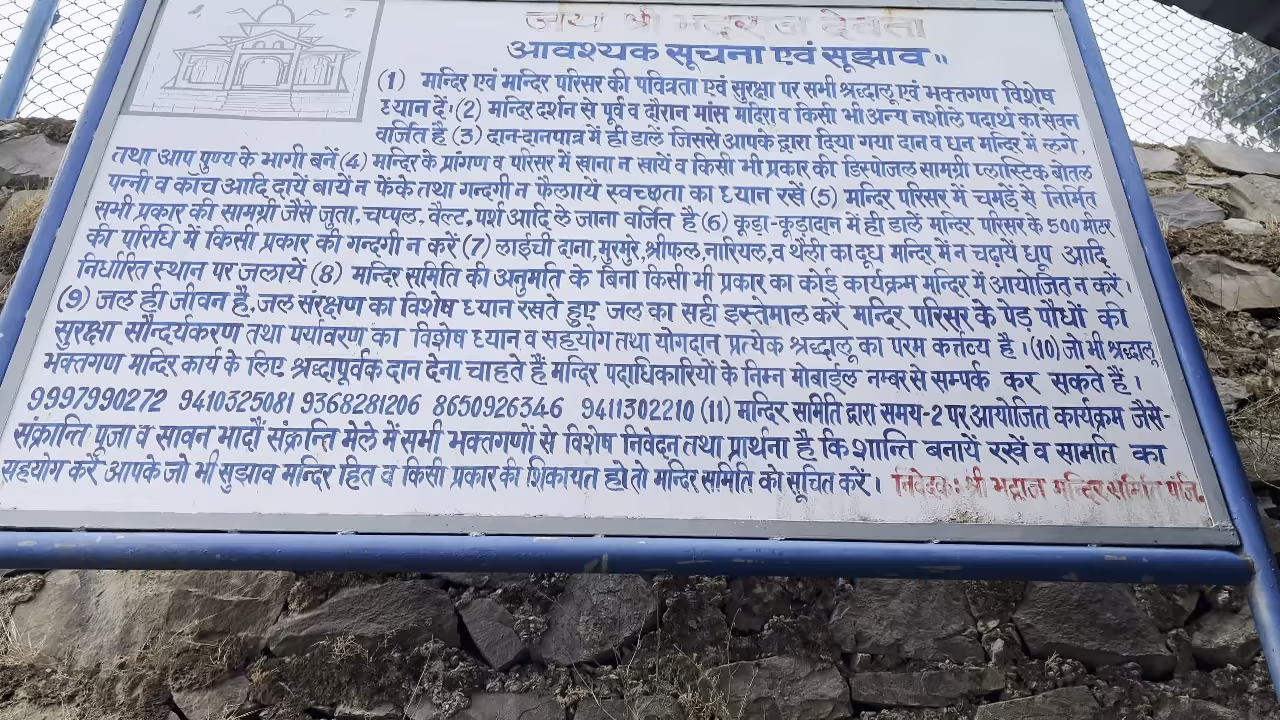 आवश्यक सूचना एवं सूझाव॥
(1) मन्दिर एवं मन्दिर परिसर की पवित्रता एवं सुरक्षा पर सभी श्रद्धालू एवं भक्तगण विशेष
ध्यान दें। (2) मन्दिर दर्शन से पूर्व व दौरान मांस मदिरा व किसी भी अन्य नशीले पदार्थ का सेवन
वर्जित है (3) दान-दानपात्र में ही डालें जिससे आपके द्वारा दिया गया दान व धन मन्दिर में लगे,
तथा आप पुण्य के भागी बनें (4) मन्दिर के प्रांगण व परिसर में खाना न खायें व किसी भी प्रकार की डिस्पोजल सामग्री प्लास्टिक बोतल
पन्नी व काँच आदि दायें बायें न फेंके तथा गन्दगी न फैलायें स्वच्छता का ध्यान रखें (5) मन्दिर परिसर में चमड़े से निर्मित
सभी प्रकार की सामग्री जैसे जुता, चप्पल, वैल्ट, पर्श आदि ले जाना वर्जित है (6) कूड़ा-कूड़ादान में ही डालें मन्दिर परिसर के 500 मीटर
की परिधि में किसी प्रकार की गन्दगी न करें (7) लाईची दाना, मुरमुरे, श्रीफल, नारियल, व थैली का दूध मन्दिर में न चढ़ायें धूप आदि
निर्धारित स्थान पर जलायें (8) मन्दिर समिति की अनुमति के बिना किसी भी प्रकार का कोई कार्यक्रम मन्दिर में आयोजित न करें।
(9) जल ही जीवन है, जल संरक्षण का विशेष ध्यान रखते हुए जल का सही इस्तेमाल करें मन्दिर परिसर के पेड़ पौधों की
सुरक्षा सौन्दर्यकरण तथा पर्यावरण का विशेष ध्यान व सहयोग तथा योगदान प्रत्येक श्रद्धालू का परम कर्त्तव्य है। (10) जो भी श्रद्धालू
भक्तगण मन्दिर कार्य के लिए श्रद्धापूर्वक दान देना चाहते हैं मन्दिर पदाधिकारियों के निम्न मोबाईल नम्बर से सम्पर्क कर सकते हैं।
9997990272 9410325081 9368281206 8650926346 9411302210 (11) मन्दिर समिति द्वारा समय-2 पर आयोजित कार्यक्रम जैसे-
संक्रान्ति पूजा व सावन भादौं संक्रन्ति मेले में सभी भक्तगणों से विशेष निवेदन तथा प्रार्थना है कि शान्ति बनायें रखें व समिति का
सहयोग करें आपके जो भी सुझाव मन्दिर हित व किसी प्रकार की शिकायत हो तो मन्दिर समिति को सूचित करें। निवेदक: श्री भद्राज मन्दिर समिति